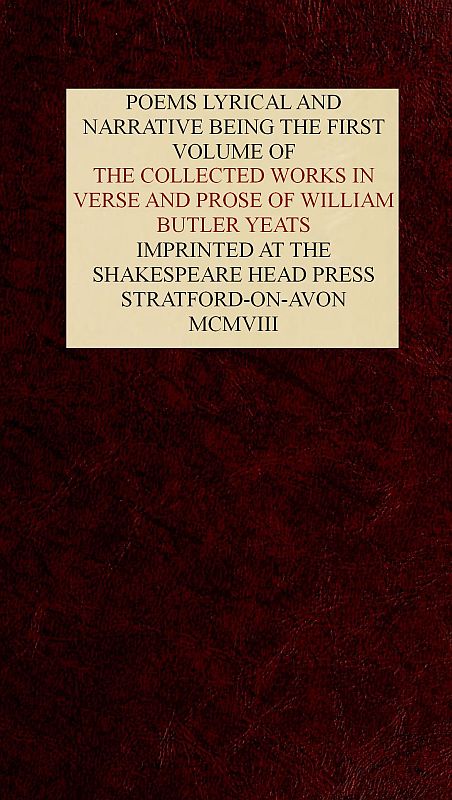 POEMS LYRICAL AND
NARRATIVE BEING THE FIRST
VOLUME OF
THE COLLECTED WORKS IN
VERSE AND PROSE OF WILLIAM
BUTLER YEATS
IMPRINTED AT THE
SHAKESPEARE HEAD PRESS
STRATFORD-ON-AVON
MCMVIII